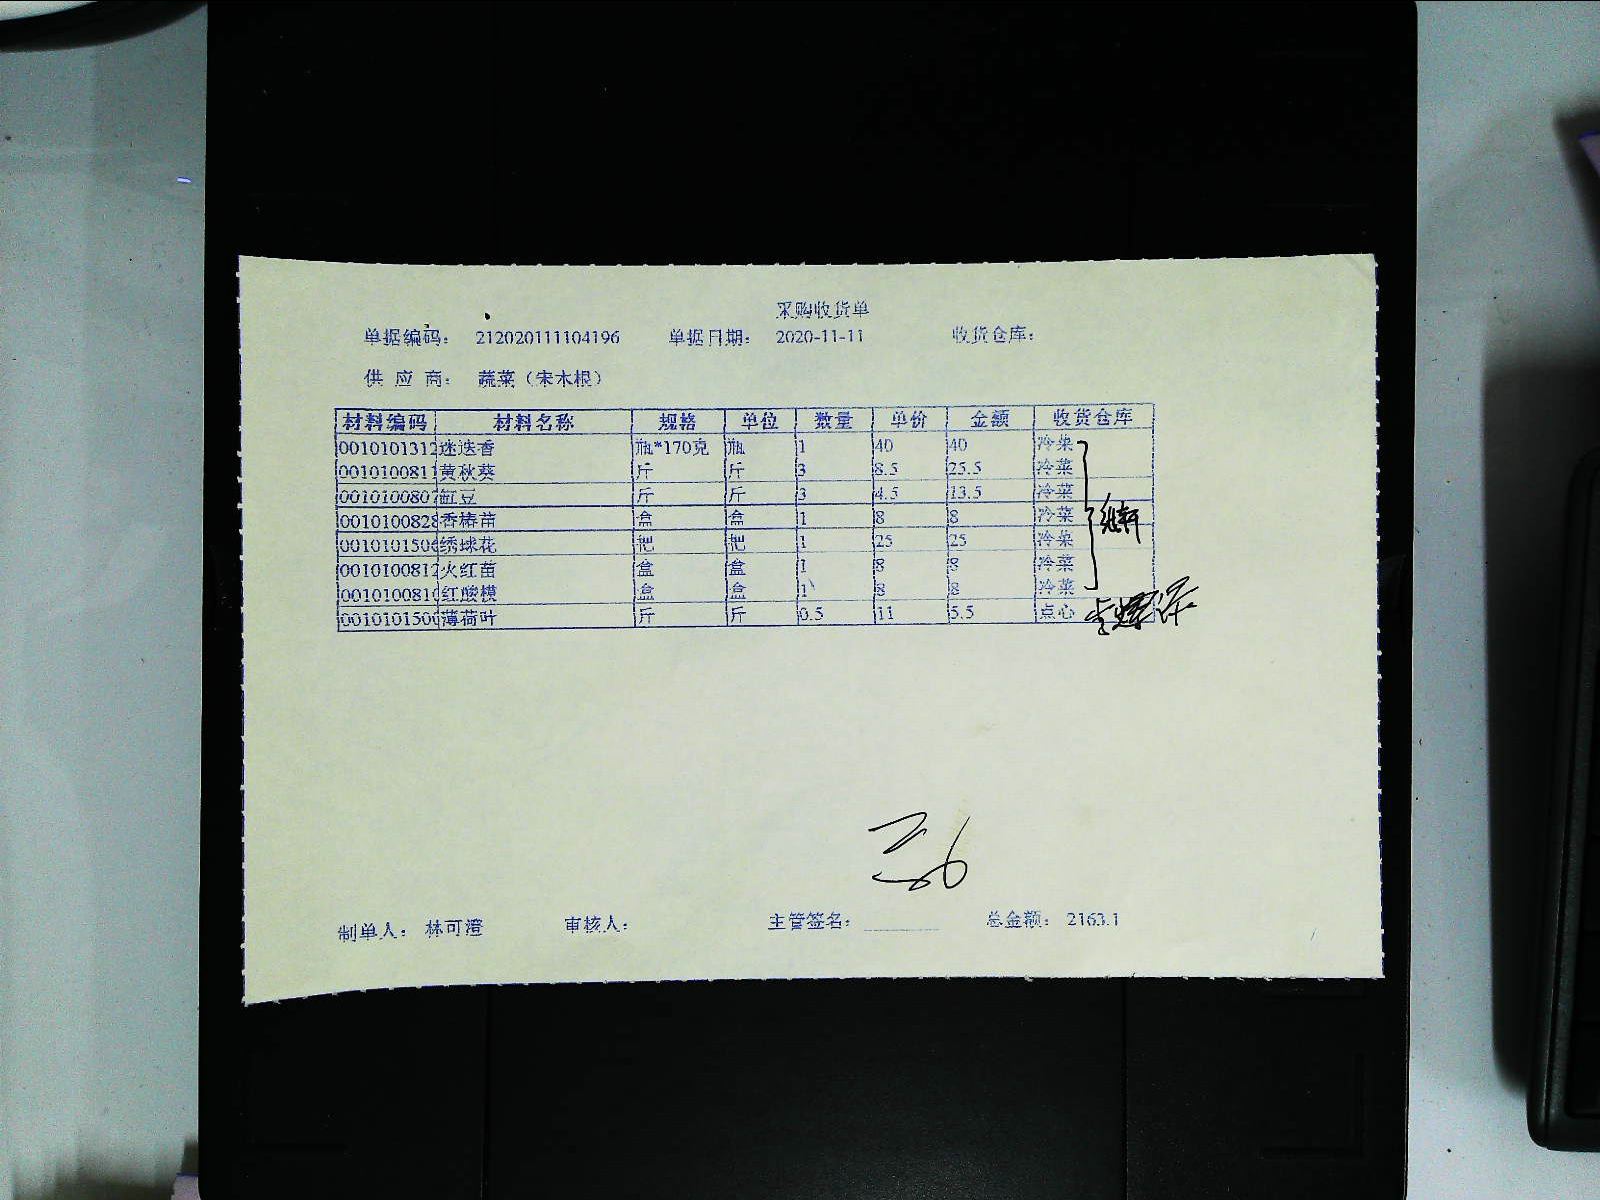 采购收货单
单据编码： 212020111104196 单据日期： 2020-11-11 收货仓库：
供 应 商： 蔬菜（宋木根）
材料编码 材料名称 规格 单位 数量 单价 金额 收货仓库
0010101312 迷迭香 瓶*170克 瓶 1 40 40 冷菜
0010100811 黄秋葵 斤 斤 3 8.5 25.5 冷菜
0010100807 豇豆 斤 斤 3 4.5 13.5 冷菜
0010100828 香椿苗 盒 盒 1 8 8 冷菜
0010101506 绣球花 把 把 1 25 25 冷菜
0010100812 火红苗 盒 盒 1 8 8 冷菜
0010100810 红酸模 盒 盒 1 8 8 冷菜
0010101500 薄荷叶 斤 斤 0.5 11 5.5 点心
制单人： 林可澄 审核人： 主管签名： 总金额： 2163.1